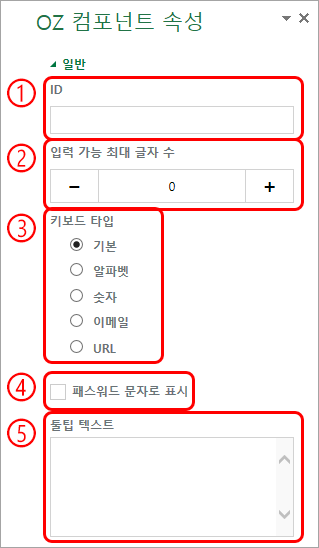 OZ 컴포넌트 속성
일반
① ID
② 입력 가능 최대 글자 수
− 0 +
③ 키보드 타입
기본
알파벳
숫자
이메일
URL
④ 패스워드 문자로 표시
⑤ 툴팁 텍스트